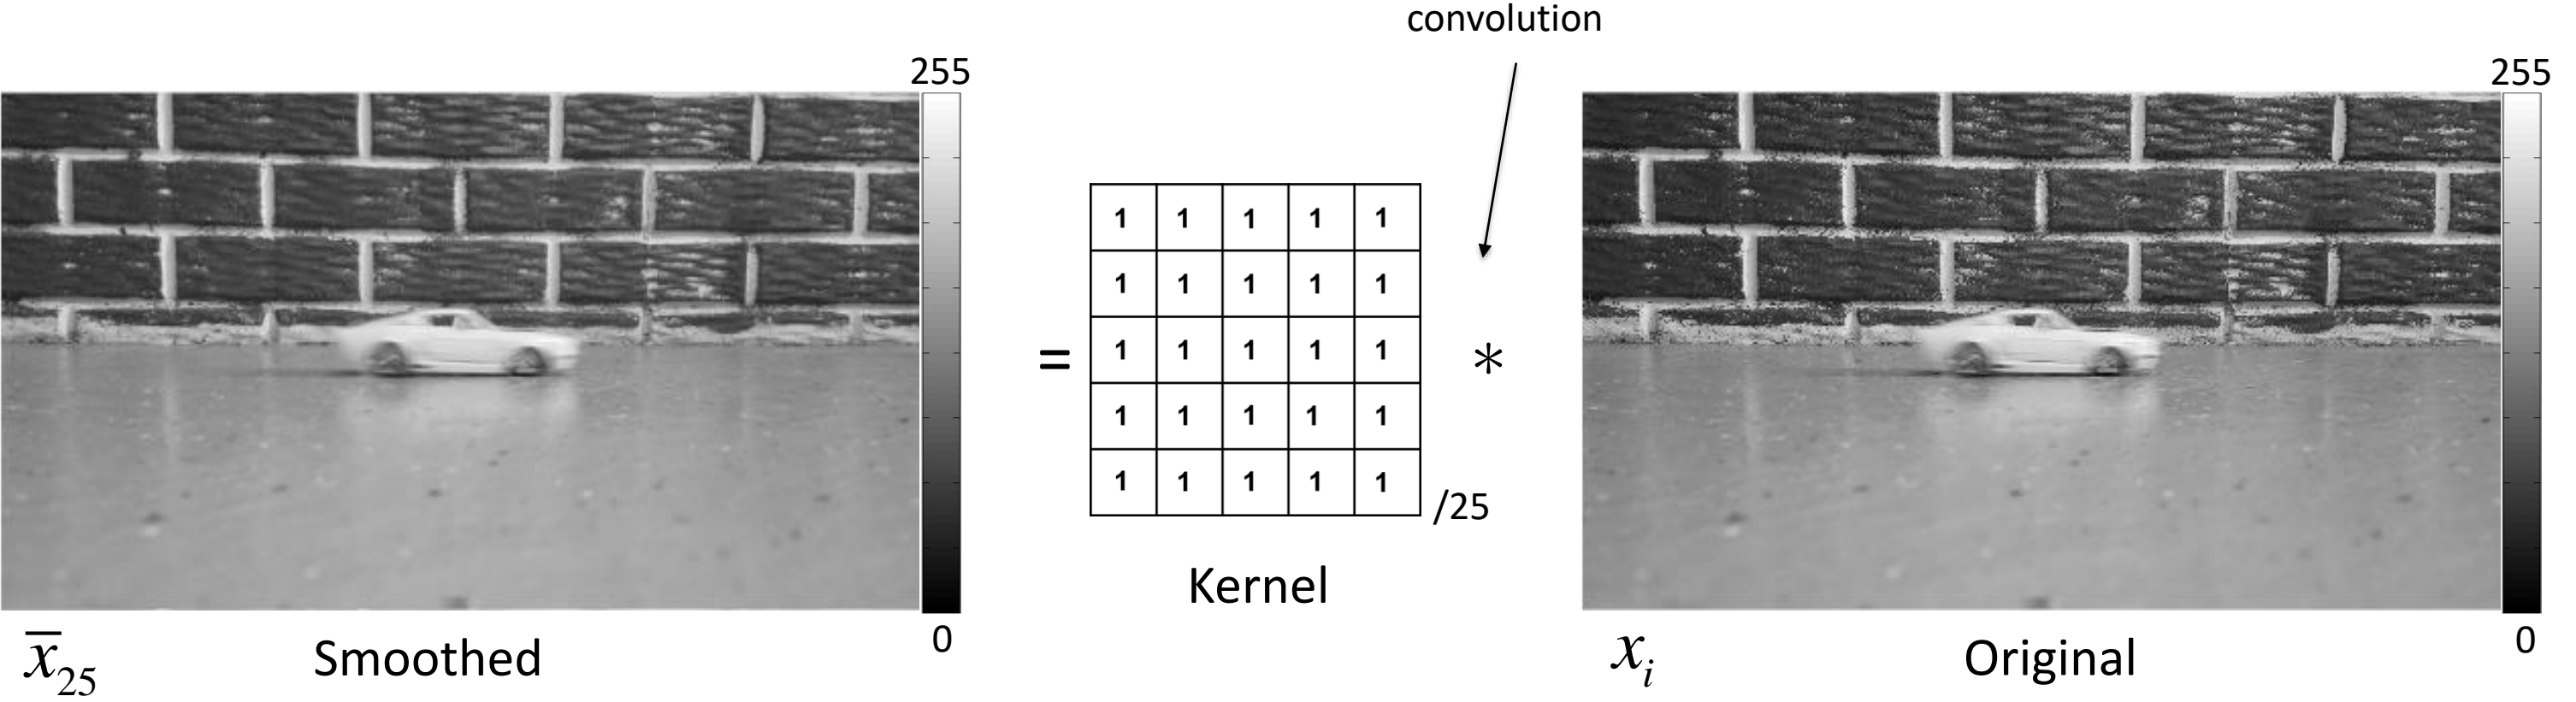 convolution
255
255
1 1 1 1 1
1 1 1 1 1
= 1 1 1 1 1 *
1 1 1 1 1
1 1 1 1 1 /25
Kernel
0
0
x̅₂₅ Smoothed
xᵢ Original